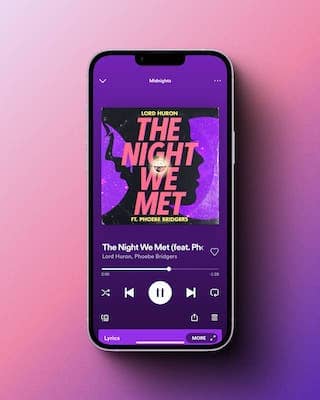 Midnights
LORD HURON
THE
NIGHT
WE
MET
FT. PHOEBE BRIDGERS
The Night We Met (feat. Pho
Lord Huron, Phoebe Bridgers
Lyrics
MORE